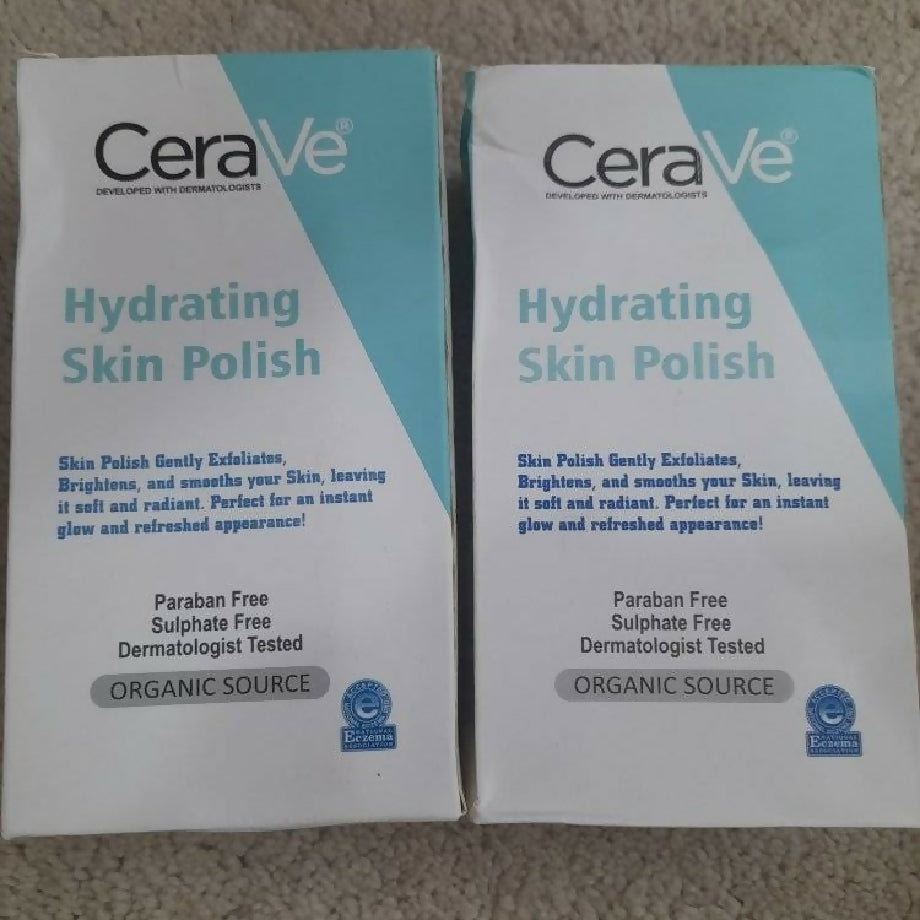 CeraVe®
DEVELOPED WITH DERMATOLOGISTS
Hydrating
Skin Polish
Skin Polish Gently Exfoliates,
Brightens, and smooths your Skin, leaving
it soft and radiant. Perfect for an instant
glow and refreshed appearance!
Paraban Free
Sulphate Free
Dermatologist Tested
ORGANIC SOURCE
e
NATIONAL
Eczema
ASSOCIATION
CeraVe®
DEVELOPED WITH DERMATOLOGISTS
Hydrating
Skin Polish
Skin Polish Gently Exfoliates,
Brightens, and smooths your Skin, leaving
it soft and radiant. Perfect for an instant
glow and refreshed appearance!
Paraban Free
Sulphate Free
Dermatologist Tested
ORGANIC SOURCE
e
NATIONAL
Eczema
ASSOCIATION